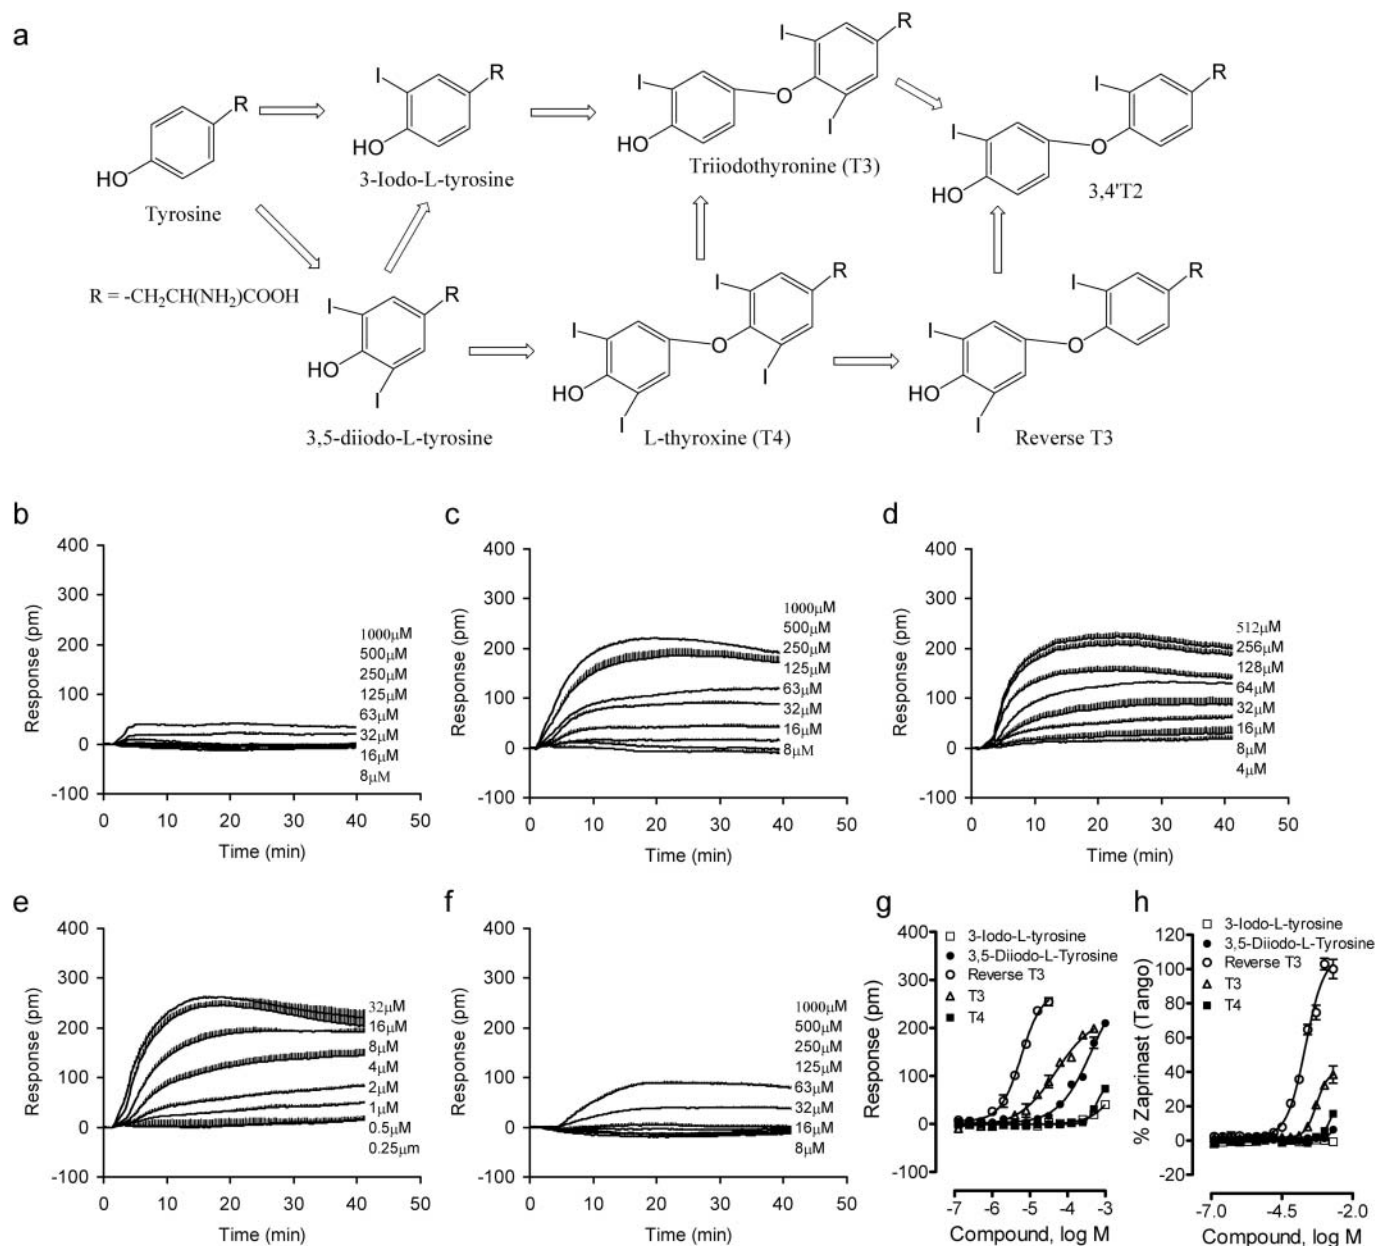 a
I
R
HO
Tyrosine
I
R
HO
3-Iodo-L-tyrosine
I
R
I
O
I
HO
Triiodothyronine (T3)
I
R
I
O
HO
3,4'T2
R = -CH₂CH(NH₂)COOH
I
R
HO
I
3,5-diiodo-L-tyrosine
I
R
I
O
I
HO
I
L-thyroxine (T4)
I
R
I
O
HO
I
Reverse T3
b
400
300
200
100
0
-100
Response (pm)
0 10 20 30 40 50
Time (min)
1000µM
500µM
250µM
125µM
63µM
32µM
16µM
8µM
c
400
300
200
100
0
-100
Response (pm)
0 10 20 30 40 50
Time (min)
1000µM
500µM
250µM
125µM
63µM
32µM
16µM
8µM
d
400
300
200
100
0
-100
Response (pm)
0 10 20 30 40 50
Time (min)
512µM
256µM
128µM
64µM
32µM
16µM
8µM
4µM
e
400
300
200
100
0
-100
Response (pm)
0 10 20 30 40 50
Time (min)
32µM
16µM
8µM
4µM
2µM
1µM
0.5µM
0.25µm
f
400
300
200
100
0
-100
Response (pm)
0 10 20 30 40 50
Time (min)
1000µM
500µM
250µM
125µM
63µM
32µM
16µM
8µM
g
400
300
200
100
0
-100
Response (pm)
3-Iodo-L-tyrosine
3,5-Diiodo-L-Tyrosine
Reverse T3
T3
T4
-7 -6 -5 -4 -3
Compound, log M
h
120
100
80
60
40
20
0
-20
% Zaprinast (Tango)
3-Iodo-L-tyrosine
3,5-Diiodo-L-Tyrosine
Reverse T3
T3
T4
-7.0 -4.5 -2.0
Compound, log M